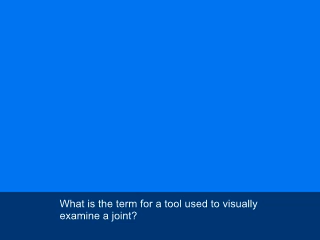 What is the term for a tool used to visually
examine a joint?